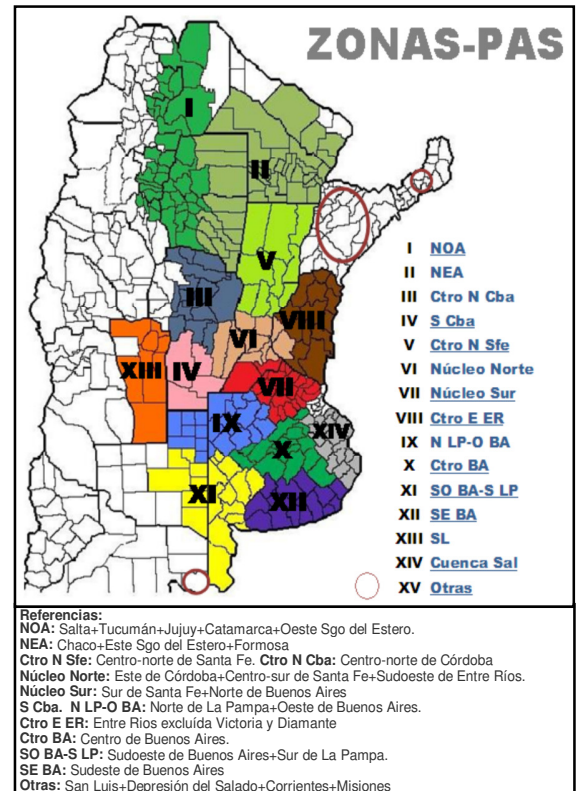 ZONAS-PAS
I
II
V
III
VIII
VI
XIII
IV
VII
IX
XIV
X
XI
XII
I NOA
II NEA
III Ctro N Cba
IV S Cba
V Ctro N Sfe
VI Núcleo Norte
VII Núcleo Sur
VIII Ctro E ER
IX N LP-O BA
X Ctro BA
XI SO BA-S LP
XII SE BA
XIII SL
XIV Cuenca Sal
XV Otras
Referencias:
NOA: Salta+Tucumán+Jujuy+Catamarca+Oeste Sgo del Estero.
NEA: Chaco+Este Sgo del Estero+Formosa
Ctro N Sfe: Centro-norte de Santa Fe. Ctro N Cba: Centro-norte de Córdoba
Núcleo Norte: Este de Córdoba+Centro-sur de Santa Fe+Sudoeste de Entre Ríos.
Núcleo Sur: Sur de Santa Fe+Norte de Buenos Aires
S Cba. N LP-O BA: Norte de La Pampa+Oeste de Buenos Aires.
Ctro E ER: Entre Rios excluída Victoria y Diamante
Ctro BA: Centro de Buenos Aires.
SO BA-S LP: Sudoeste de Buenos Aires+Sur de La Pampa.
SE BA: Sudeste de Buenos Aires
Otras: San Luis+Depresión del Salado+Corrientes+Misiones